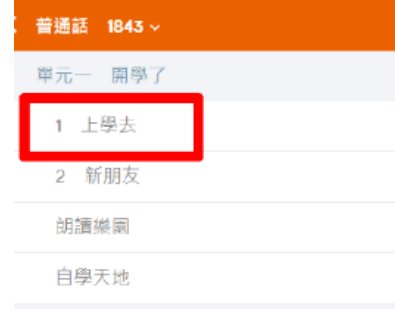 普通話 1843
單元一 開學了
1 上學去
2 新朋友
朗讀樂園
自學天地